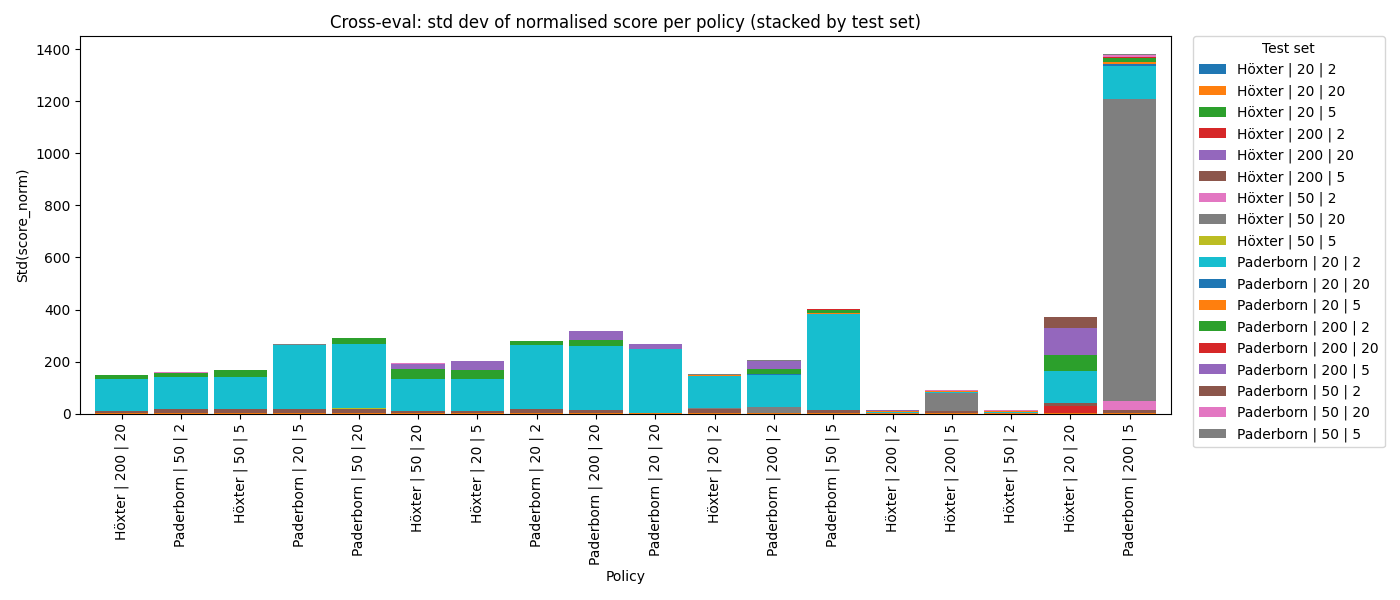 Cross-eval: std dev of normalised score per policy (stacked by test set)
Std(score_norm)
1400
1200
1000
800
600
400
200
0
Höxter | 200 | 20
Paderborn | 50 | 2
Höxter | 50 | 5
Paderborn | 20 | 5
Paderborn | 50 | 20
Höxter | 50 | 20
Höxter | 20 | 5
Paderborn | 20 | 2
Paderborn | 200 | 20
Paderborn | 20 | 20
Höxter | 20 | 2
Paderborn | 200 | 2
Paderborn | 50 | 5
Höxter | 200 | 2
Höxter | 200 | 5
Höxter | 50 | 2
Höxter | 20 | 20
Paderborn | 200 | 5
Policy
Test set
Höxter | 20 | 2
Höxter | 20 | 20
Höxter | 20 | 5
Höxter | 200 | 2
Höxter | 200 | 20
Höxter | 200 | 5
Höxter | 50 | 2
Höxter | 50 | 20
Höxter | 50 | 5
Paderborn | 20 | 2
Paderborn | 20 | 20
Paderborn | 20 | 5
Paderborn | 200 | 2
Paderborn | 200 | 20
Paderborn | 200 | 5
Paderborn | 50 | 2
Paderborn | 50 | 20
Paderborn | 50 | 5